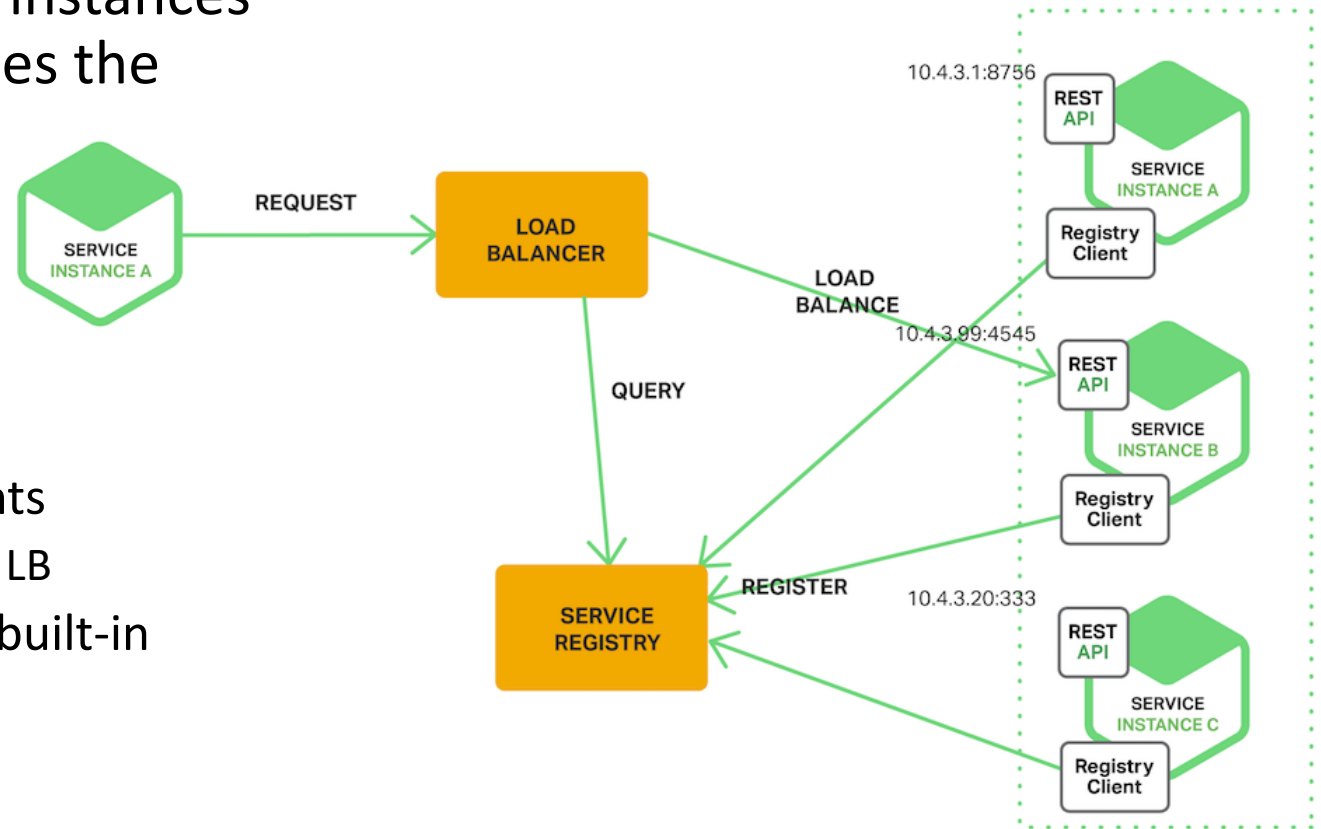 instances
es the
10.4.3.1:8756
REST
API
SERVICE
INSTANCE A
Registry
Client
REQUEST
SERVICE
INSTANCE A
LOAD
BALANCER
LOAD
BALANCE
10.4.3.99:4545
REST
API
SERVICE
INSTANCE B
Registry
Client
QUERY
nts
LB
built-in
SERVICE
REGISTRY
REGISTER
10.4.3.20:333
REST
API
SERVICE
INSTANCE C
Registry
Client